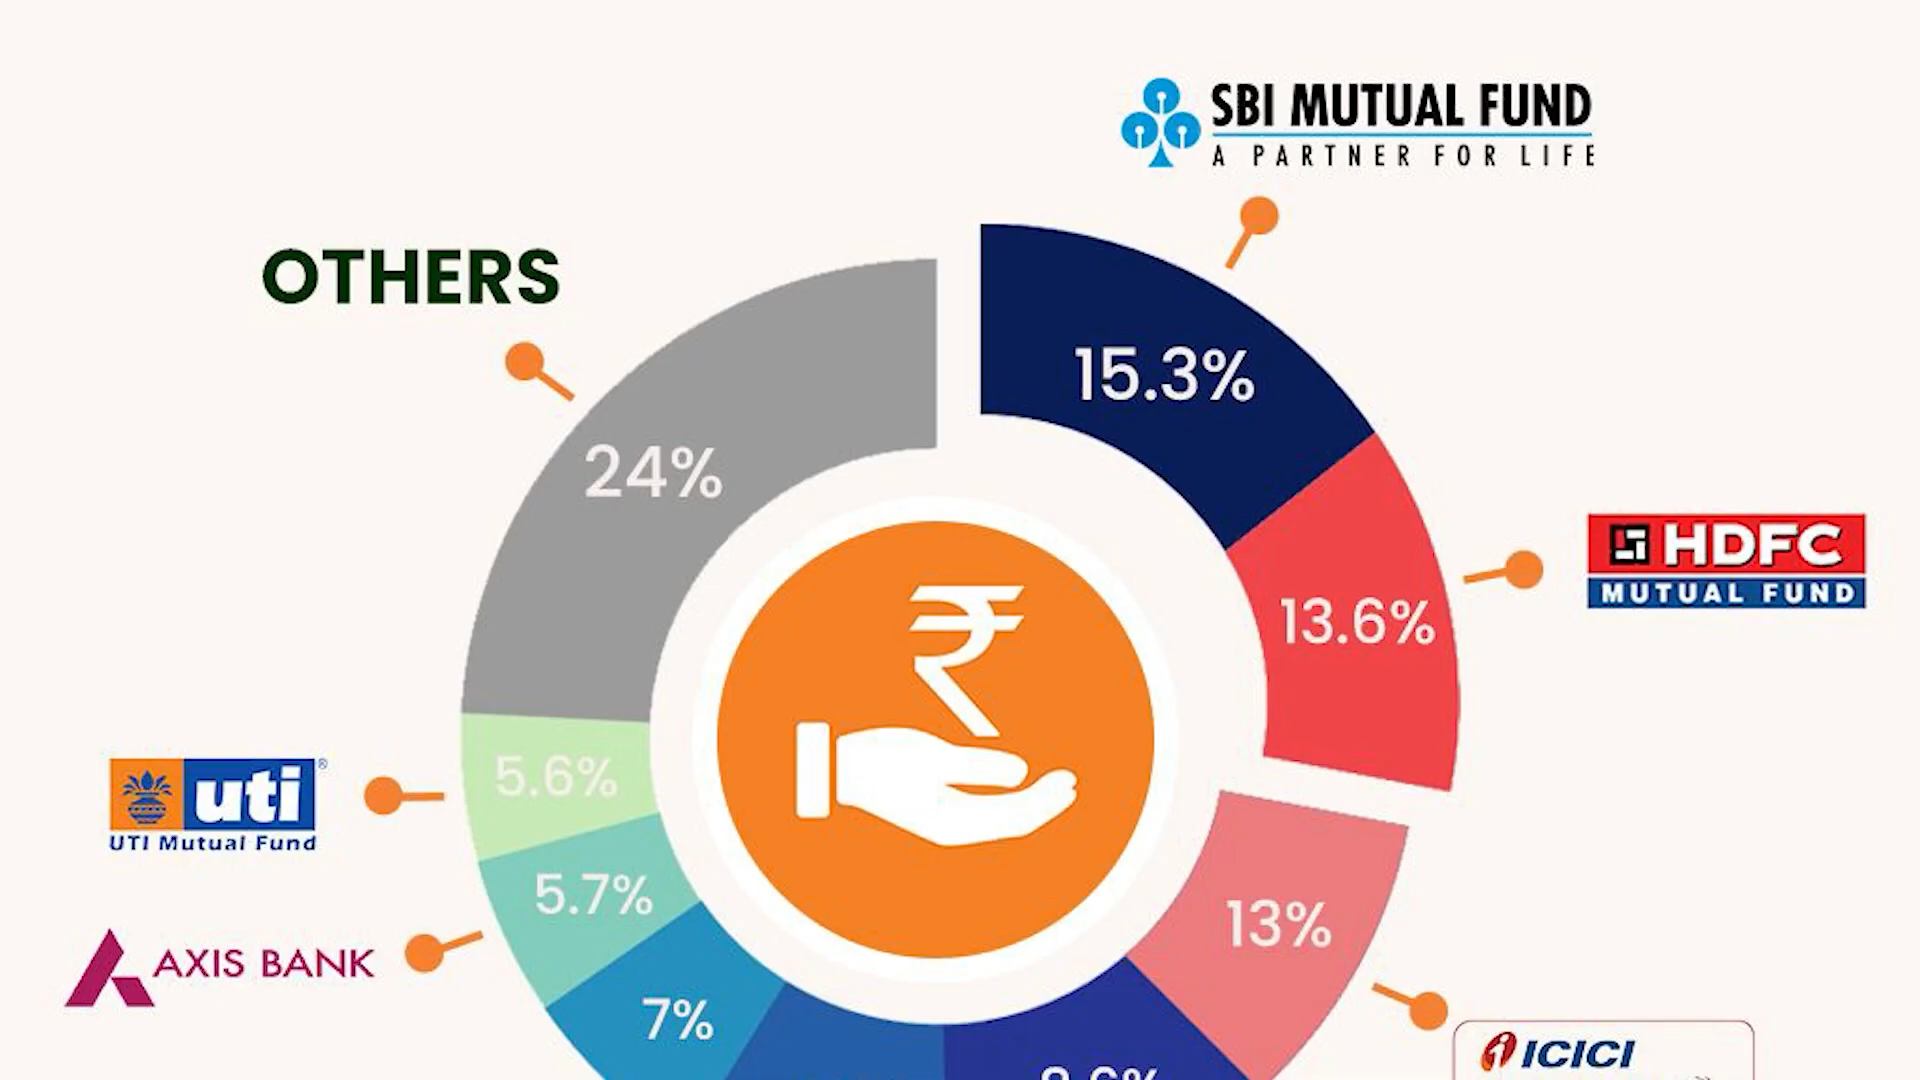 SBI MUTUAL FUND
A PARTNER FOR LIFE
OTHERS
15.3%
24%
HDFC
MUTUAL FUND
13.6%
uti®
UTI Mutual Fund
5.6%
5.7%
13%
AXIS BANK
7%
ICICI